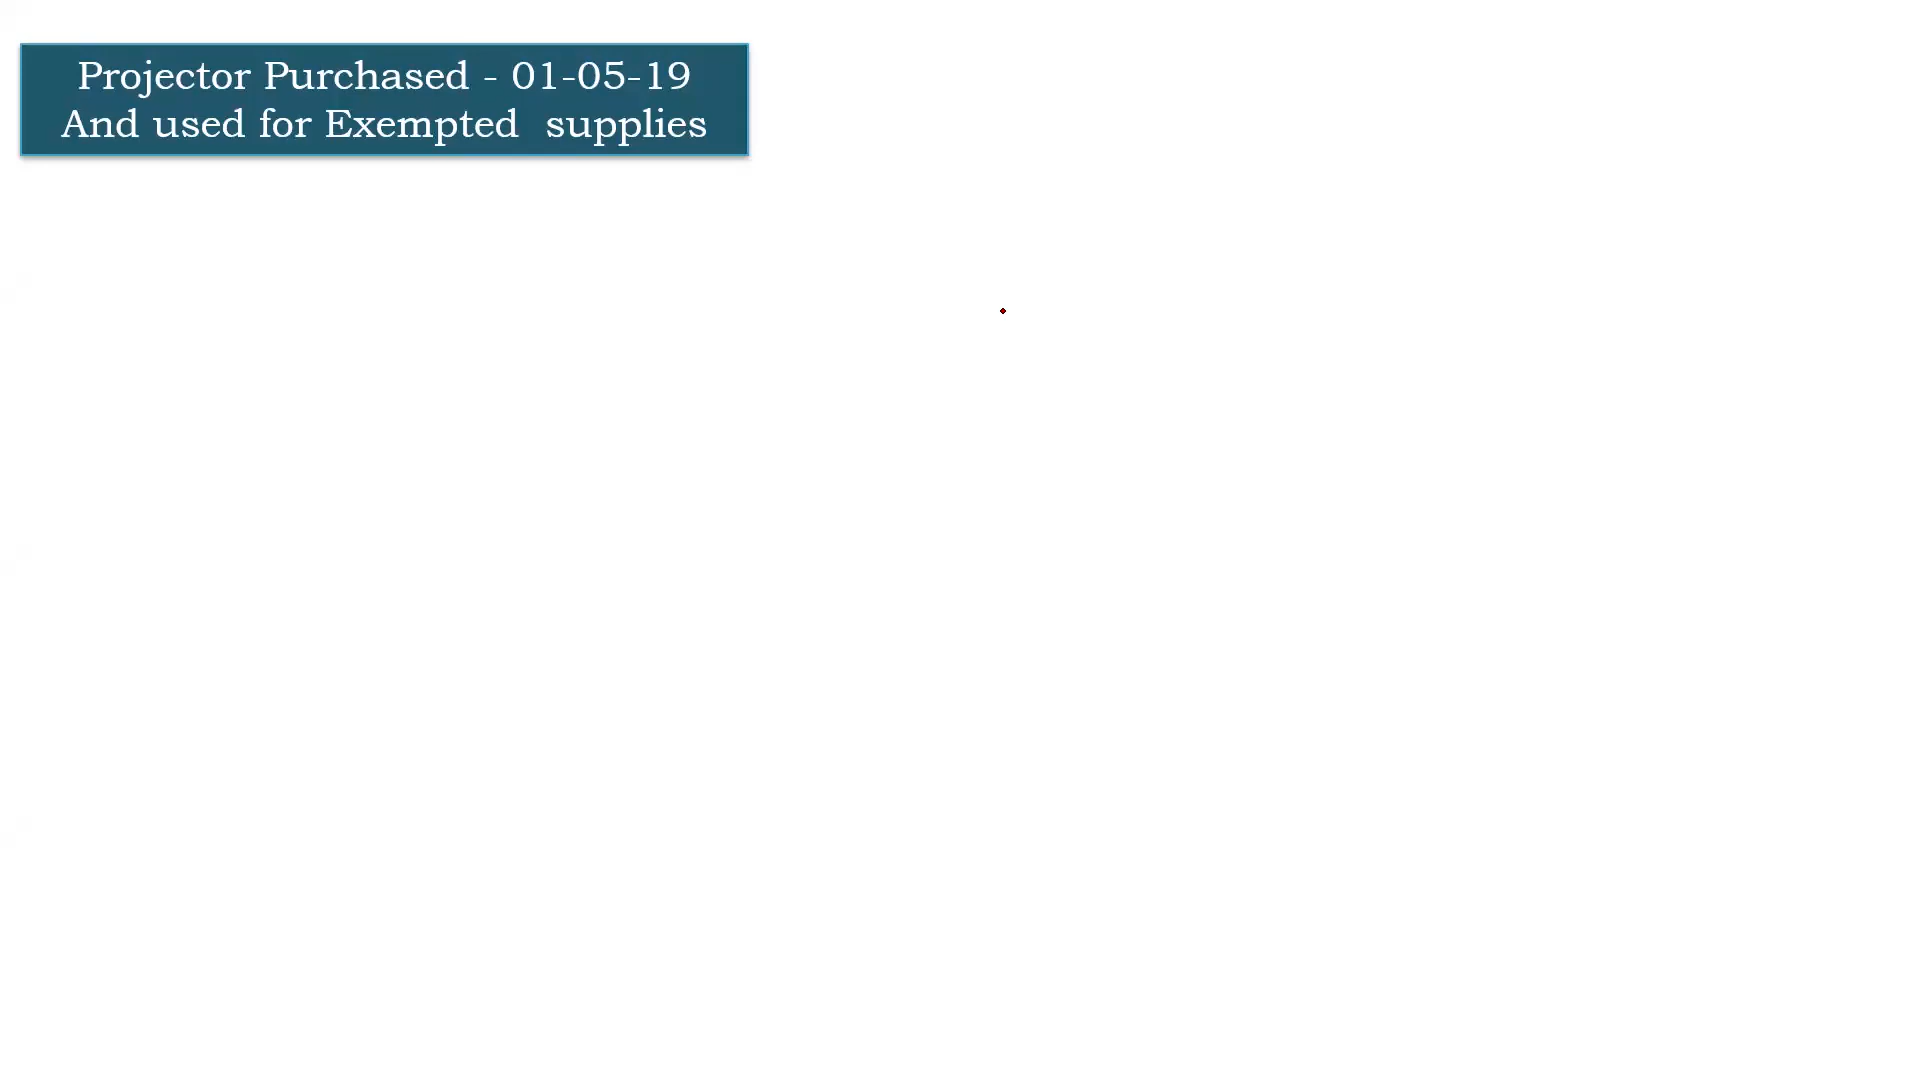 Projector Purchased - 01-05-19
And used for Exempted  supplies